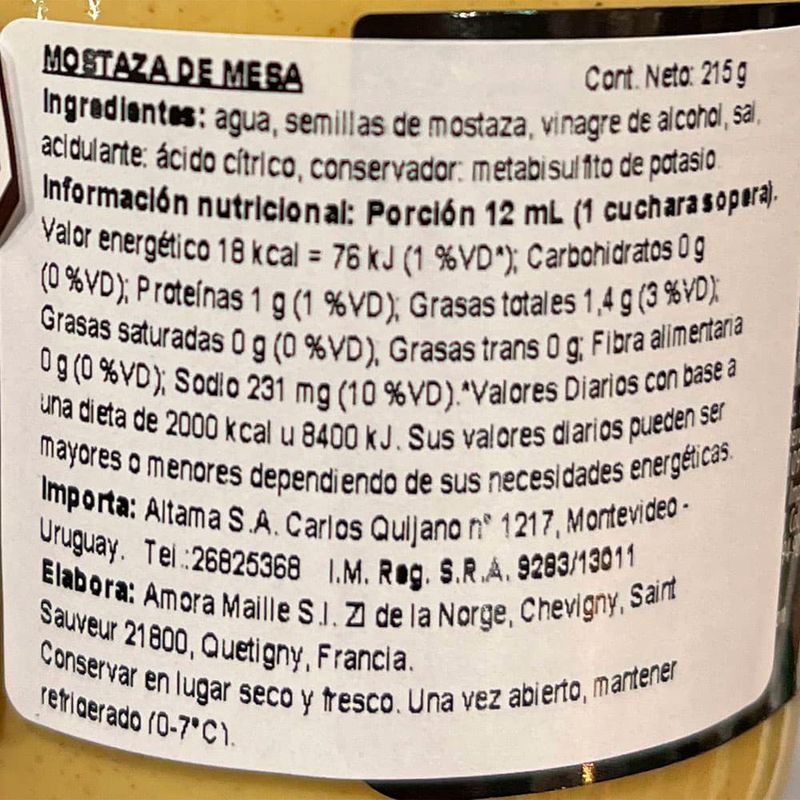 MOSTAZA DE MESA
Cont. Neto: 215 g
Ingredientes: agua, semillas de mostaza, vinagre de alcohol, sal,
acidulante: ácido cítrico, conservador: metabisulfito de potasio
Información nutricional: Porción 12 mL (1 cuchara sopera).
Valor energético 18 kcal = 76 kJ (1 %VD*); Carbohidratos 0 g
(0 %VD); Proteínas 1 g (1 %VD); Grasas totales 1,4 g (3 %VD);
Grasas saturadas 0 g (0 %VD), Grasas trans 0 g; Fibra alimentaria
0 g (0 %VD); Sodio 231 mg (10 %VD).*Valores Diarios con base a
una dieta de 2000 kcal u 8400 kJ. Sus valores diarios pueden ser
mayores o menores dependiendo de sus necesidades energéticas.
Importa: Altama S.A. Carlos Quijano n° 1217, Montevideo -
Uruguay. Tel.:26825368 I.M. Reg. S.R.A. 9283/13011
Elabora: Amora Maille S.I. ZI de la Norge, Chevigny, Saint
Sauveur 21800, Quetigny, Francia.
Conservar en lugar seco y fresco. Una vez abierto, mantener
refrigerado (0-7°C).